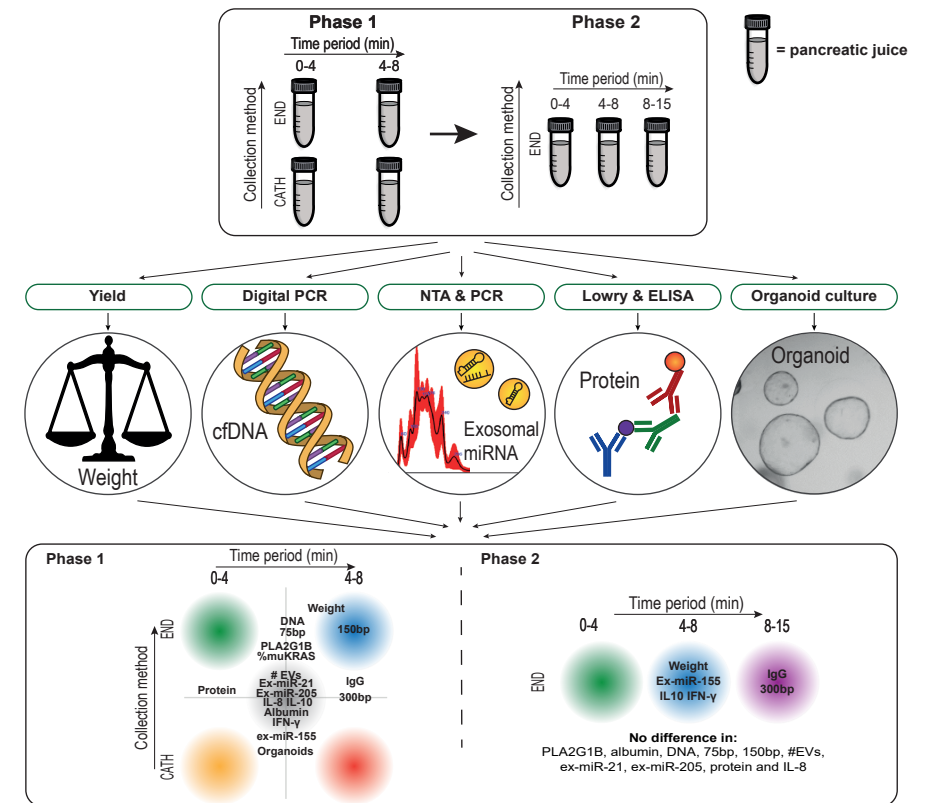 Phase 1
Time period (min)
0-4 4-8
Collection method
END
CATH
Phase 2
Time period (min)
0-4 4-8 8-15
Collection method
END
= pancreatic juice
Yield
Digital PCR
NTA & PCR
Lowry & ELISA
Organoid culture
Weight
cfDNA
Exosomal
miRNA
Protein
Organoid
Phase 1
Time period (min)
0-4 4-8
Collection method
END
CATH
Weight
DNA
75bp
150bp
PLA2G1B
%muKRAS
# EVs
Ex-miR-21
Ex-miR-205
IL-8 IL-10
Albumin
IFN-γ
ex-miR-155
Organoids
Protein
IgG
300bp
Phase 2
Time period (min)
0-4 4-8 8-15
END
Weight
Ex-miR-155
IL10 IFN-γ
IgG
300bp
No difference in:
PLA2G1B, albumin, DNA, 75bp, 150bp, #EVs,
ex-miR-21, ex-miR-205, protein and IL-8